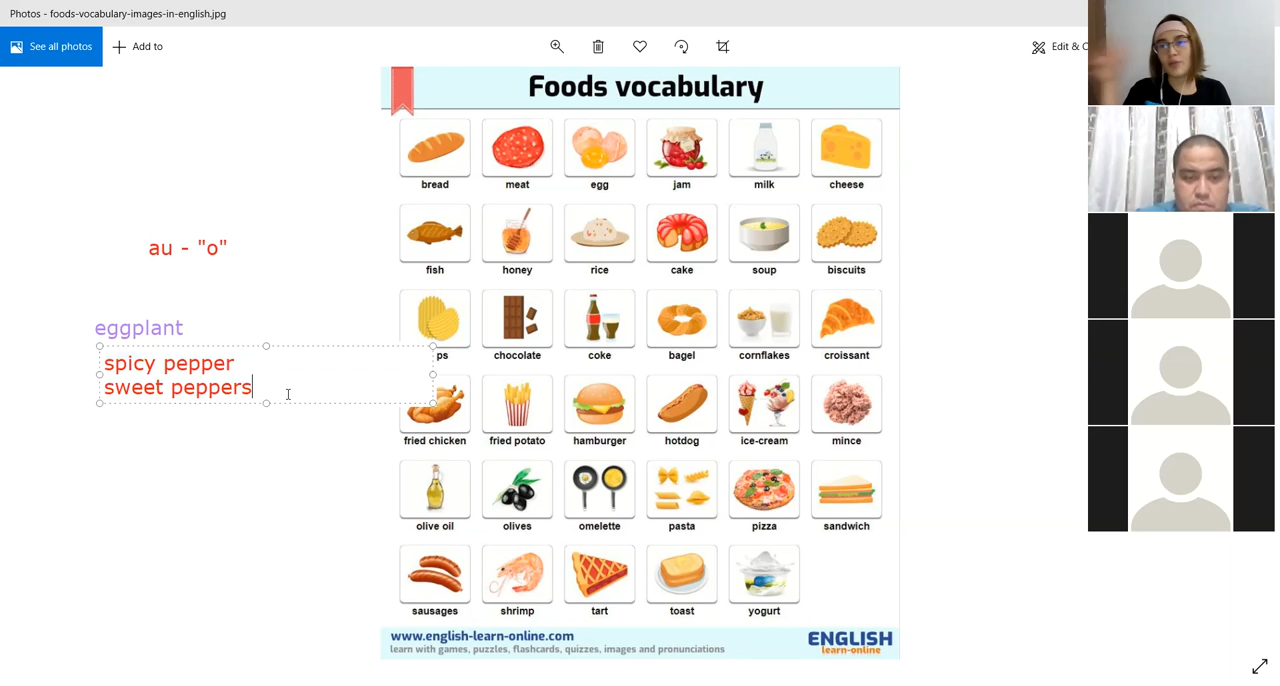 Photos - foods-vocabulary-images-in-english.jpg
See all photos
Add to
Edit & C
Foods vocabulary
bread meat egg jam milk cheese
au - "o"
fish honey rice cake soup biscuits
eggplant
ps chocolate coke bagel cornflakes croissant
spicy pepper
sweet peppers
fried chicken fried potato hamburger hotdog ice-cream mince
olive oil olives omelette pasta pizza sandwich
sausages shrimp tart toast yogurt
www.english-learn-online.com
learn with games, puzzles, flashcards, quizzes, images and pronunciations
ENGLISH
learn-online